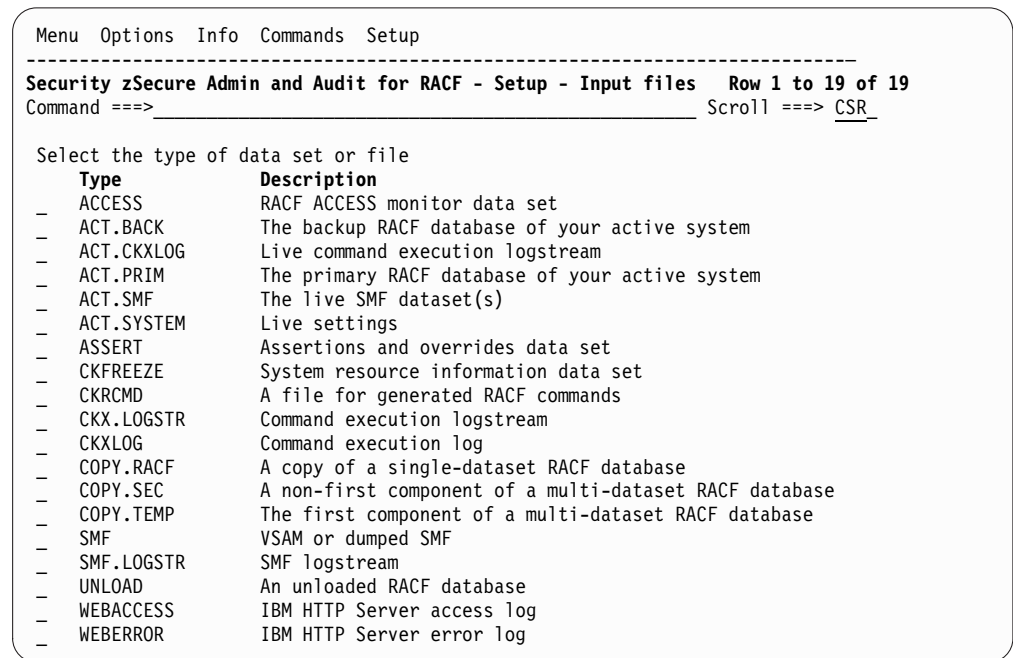 Menu Options Info Commands Setup
-------------------------------------------------------------------------------
Security zSecure Admin and Audit for RACF - Setup - Input files Row 1 to 19 of 19
Command ===>___________________________________________________ Scroll ===> CSR_
Select the type of data set or file
Type Description
_ ACCESS RACF ACCESS monitor data set
_ ACT.BACK The backup RACF database of your active system
_ ACT.CKXLOG Live command execution logstream
_ ACT.PRIM The primary RACF database of your active system
_ ACT.SMF The live SMF dataset(s)
_ ACT.SYSTEM Live settings
_ ASSERT Assertions and overrides data set
_ CKFREEZE System resource information data set
_ CKRCMD A file for generated RACF commands
_ CKX.LOGSTR Command execution logstream
_ CKXLOG Command execution log
_ COPY.RACF A copy of a single-dataset RACF database
_ COPY.SEC A non-first component of a multi-dataset RACF database
_ COPY.TEMP The first component of a multi-dataset RACF database
_ SMF VSAM or dumped SMF
_ SMF.LOGSTR SMF logstream
_ UNLOAD An unloaded RACF database
_ WEBACCESS IBM HTTP Server access log
_ WEBERROR IBM HTTP Server error log